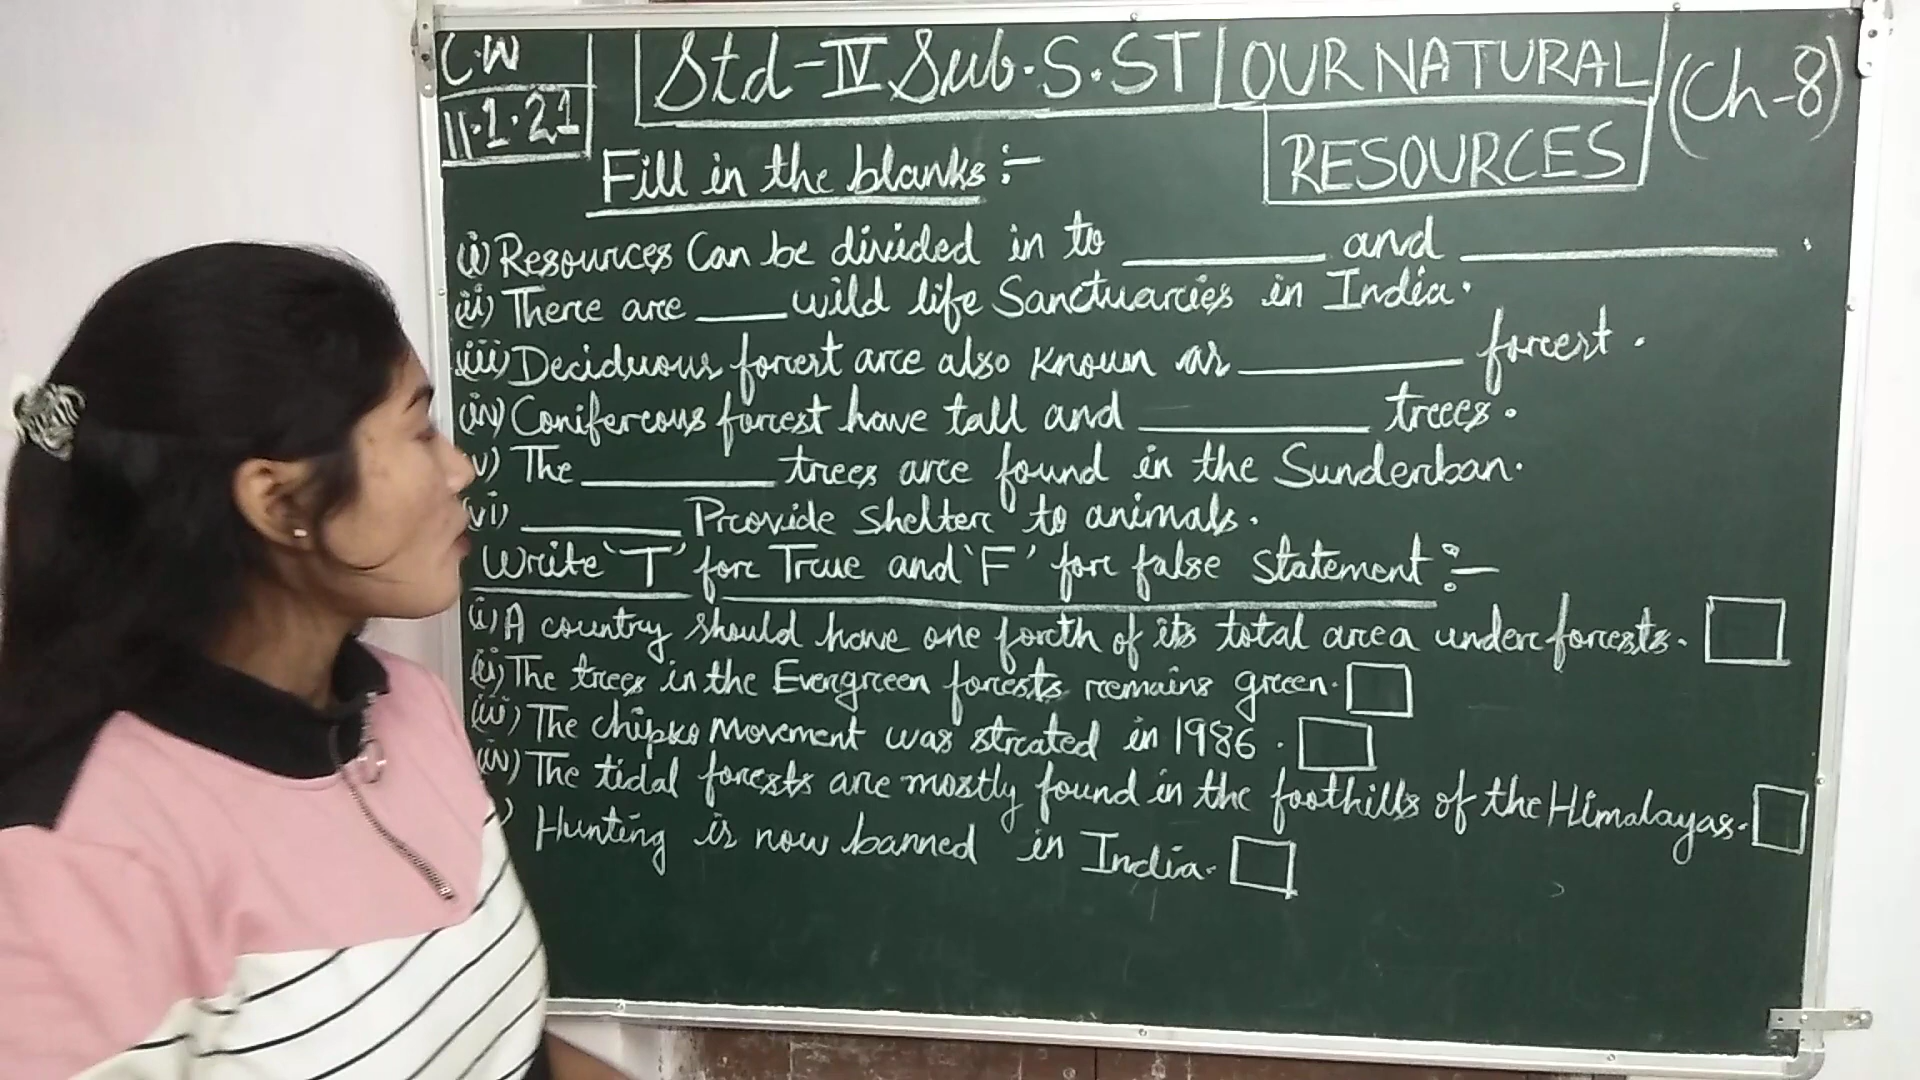 C.W
11.1.21
Std-IV Sub.S.ST OUR NATURAL (Ch-8)
RESOURCES
Fill in the blanks :-
(i) Resources Can be divided in to ________ and ________ .
(ii) There are ____ wild life Sanctuaries in India.
(iii) Deciduous forest are also known as ________ forest.
(iv) Coniferous forest have tall and ________ trees.
v) The ________ trees are found in the Sunderban.
(vi) ________ Provide shelter to animals.
Write 'T' for True and 'F' for false statement :-
(i) A country should have one forth of its total area under forests.
(ii) The trees in the Evergreen forests remains green.
(iii) The chipko Movement was strated in 1986.
(iv) The tidal forests are mostly found in the foothills of the Himalayas.
) Hunting is now banned in India.